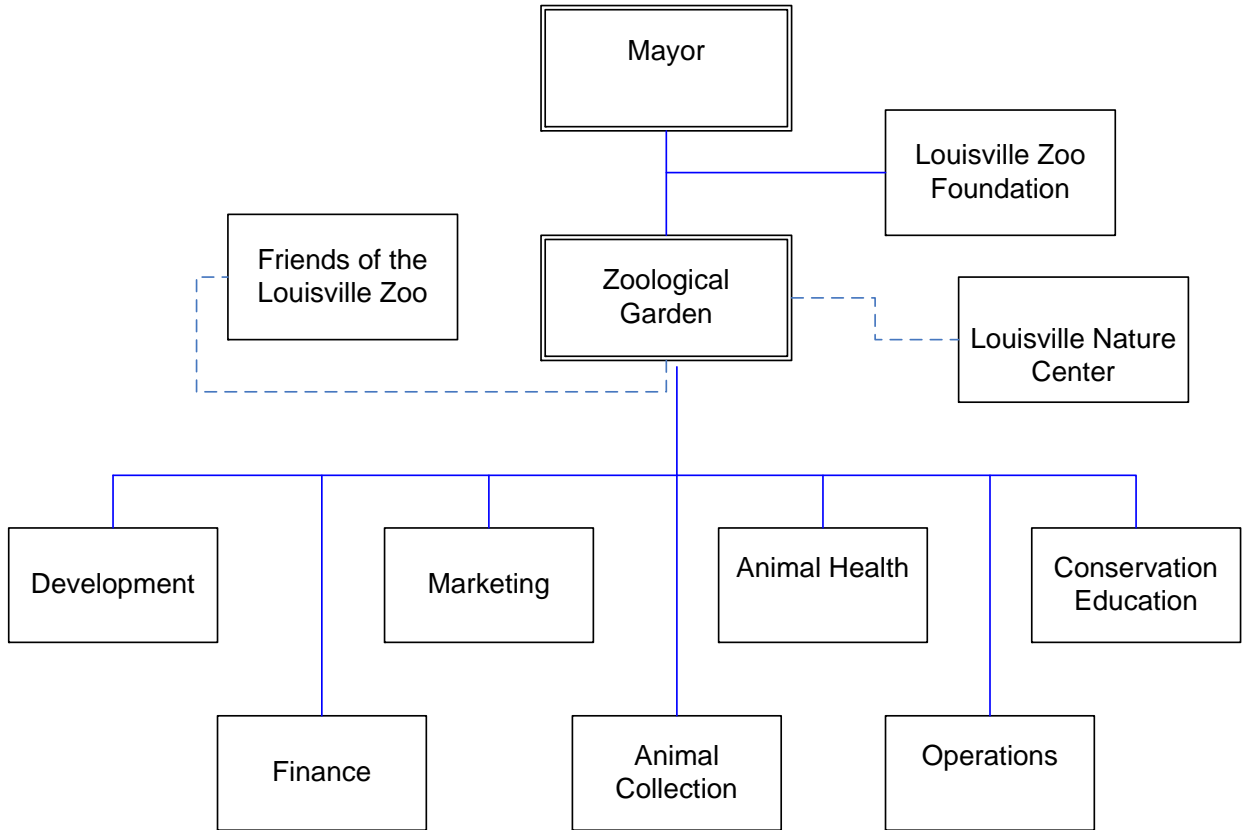 Mayor
Louisville Zoo
Foundation
Friends of the
Louisville Zoo
Zoological
Garden
Louisville Nature
Center
Development
Marketing
Animal Health
Conservation
Education
Finance
Animal
Collection
Operations